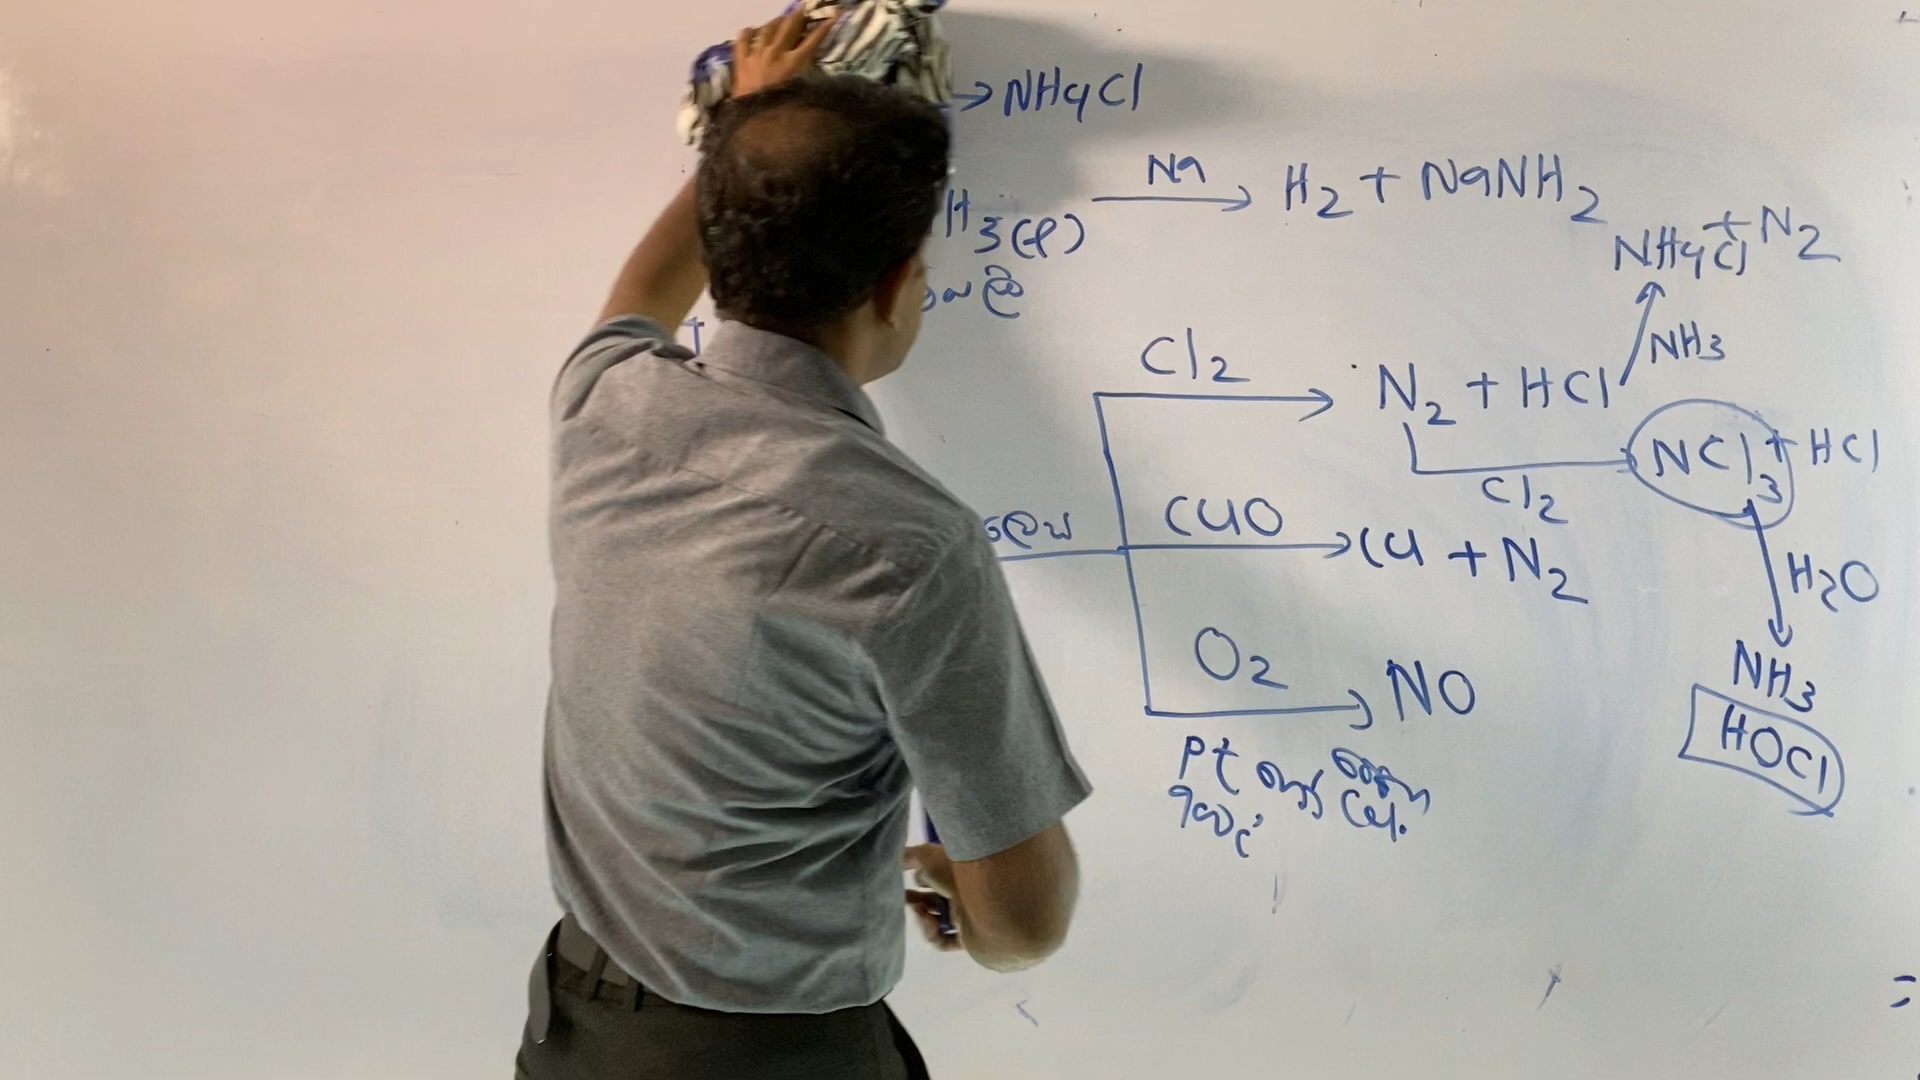 → NH4Cl
H3(l) Na → H2 + NaNH2
NH4Cl + N2
NH3
Cl2 → N2 + HCl
Cl2 → NCl3 + HCl
CuO → Cu + N2
H2O
O2 → NO
NH3
HOCl
Pt